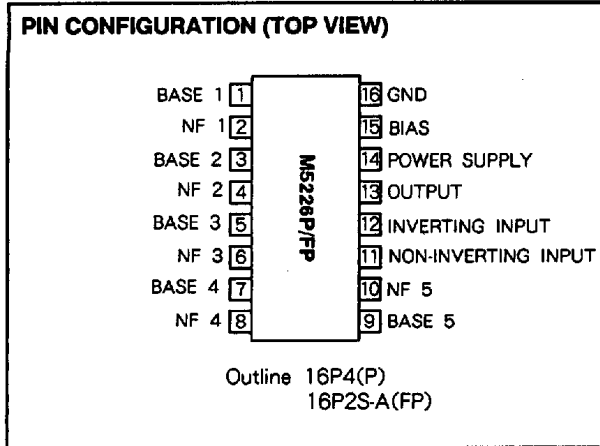 PIN CONFIGURATION (TOP VIEW)
BASE 1 1 16 GND
NF 1 2 15 BIAS
BASE 2 3 14 POWER SUPPLY
NF 2 4 13 OUTPUT
BASE 3 5 12 INVERTING INPUT
NF 3 6 11 NON-INVERTING INPUT
BASE 4 7 10 NF 5
NF 4 8 9 BASE 5
M5226P/FP
Outline 16P4(P)
16P2S-A(FP)